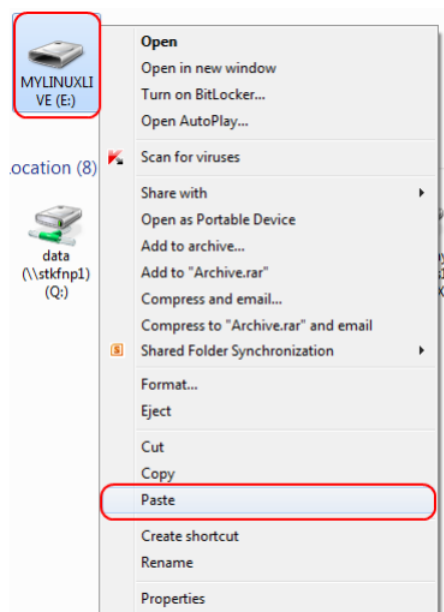 MYLINUXLI
VE (E:)
ocation (8)
data
(\\stkfnp1)
(Q:)
Open
Open in new window
Turn on BitLocker...
Open AutoPlay...
Scan for viruses
Share with
Open as Portable Device
Add to archive...
Add to "Archive.rar"
Compress and email...
Compress to "Archive.rar" and email
Shared Folder Synchronization
Format...
Eject
Cut
Copy
Paste
Create shortcut
Rename
Properties